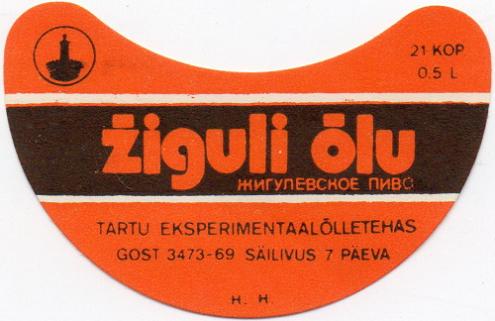 21 KOP
0.5 L
žiguli õlu
ЖИГУЛЕВСКОЕ ПИВО
TARTU EKSPERIMENTAALÕLLETEHAS
GOST 3473-69 SÄILIVUS 7 PÄEVA
H. H.